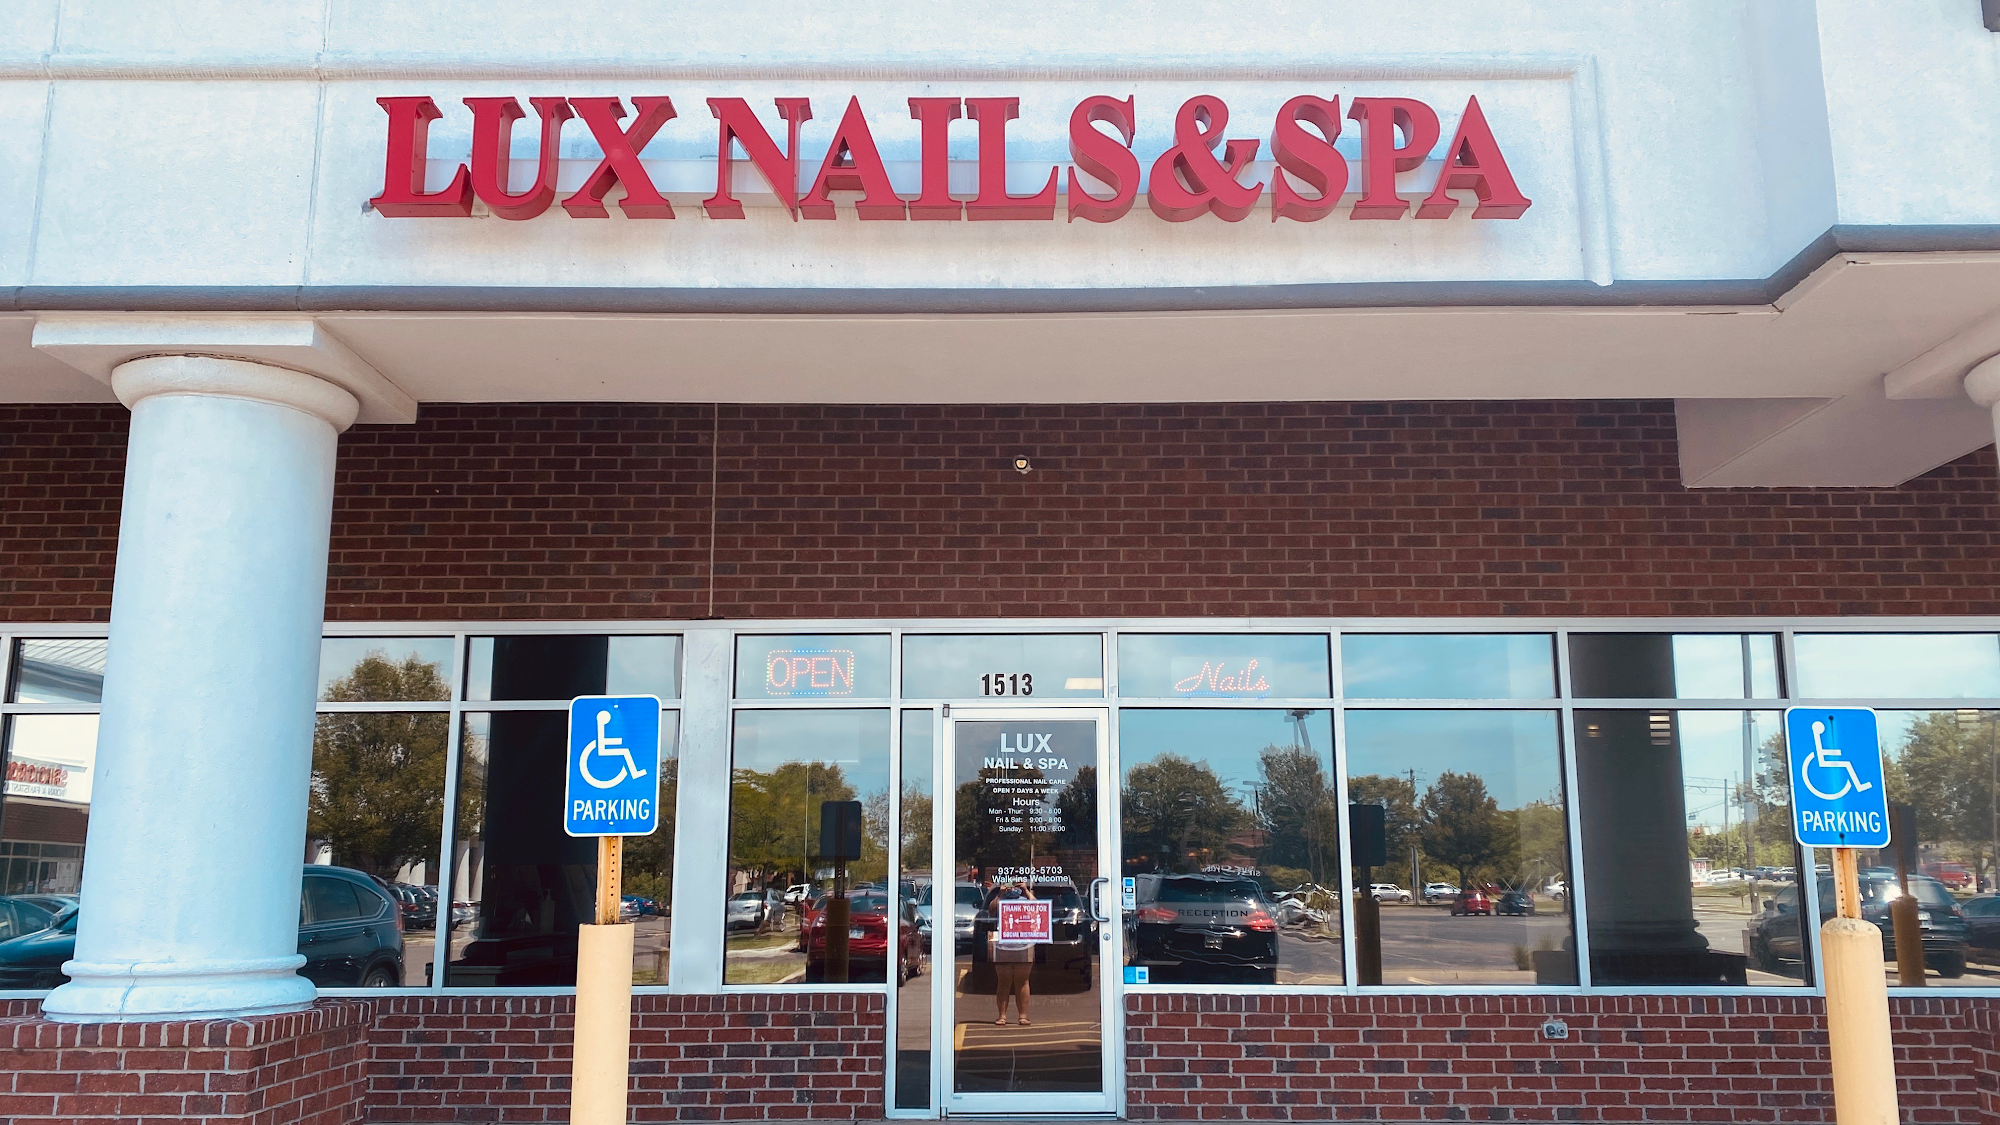 LUX NAILS & SPA
OPEN
1513
Nails
LUX
NAIL & SPA
PROFESSIONAL NAIL CARE
OPEN 7 DAYS A WEEK
Hours
Mon - Thur: 9:30 - 8:00
Fri & Sat: 9:00 - 8:00
Sunday: 11:00 - 6:00
937-802-5703
Walk-ins Welcome
THANK YOU FOR
SOCIAL DISTANCING
RECEPTION
PARKING
PARKING